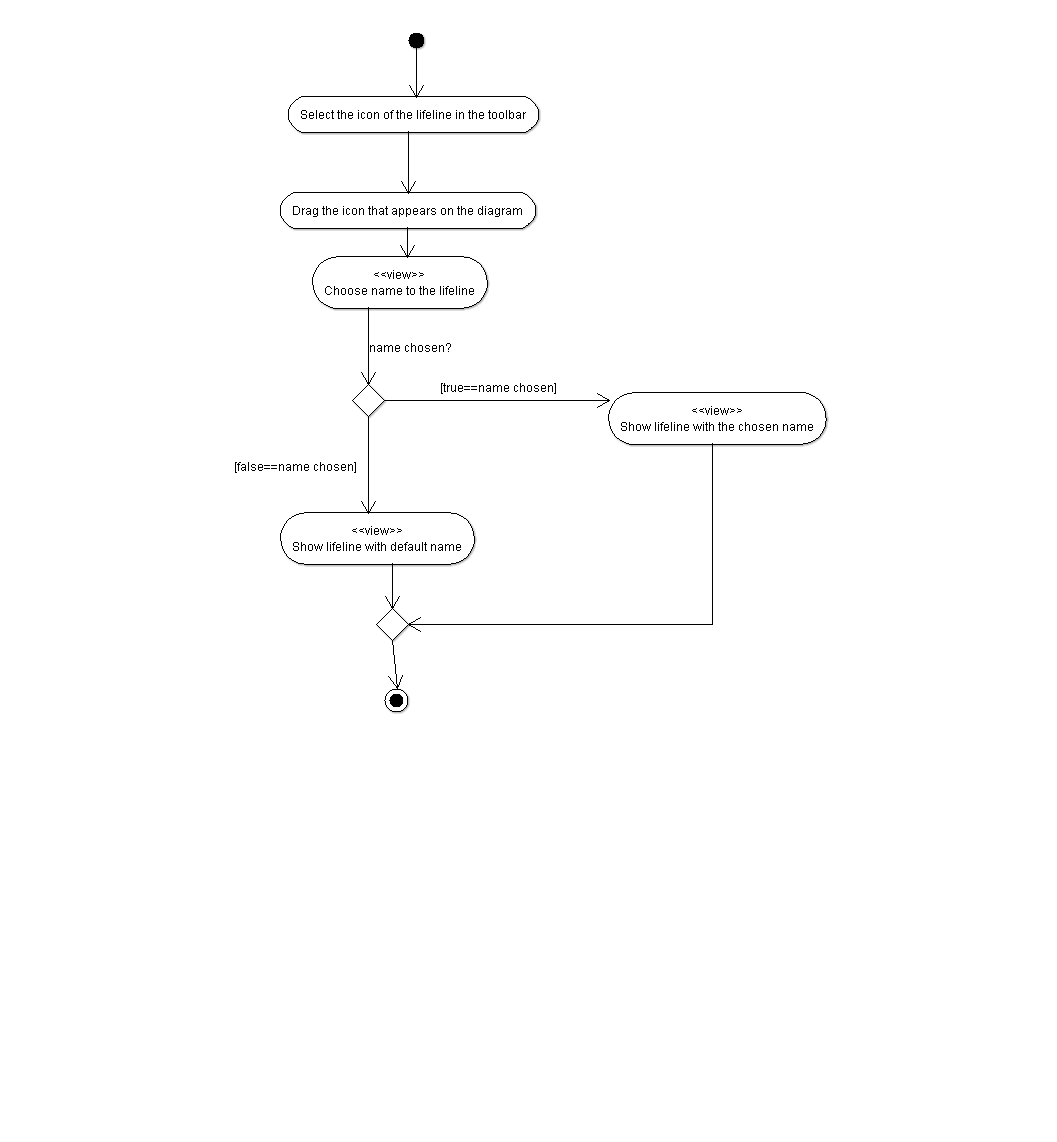 Select the icon of the lifeline in the toolbar
Drag the icon that appears on the diagram
<<view>>
Choose name to the lifeline
name chosen?
[true==name chosen]
<<view>>
Show lifeline with the chosen name
[false==name chosen]
<<view>>
Show lifeline with default name